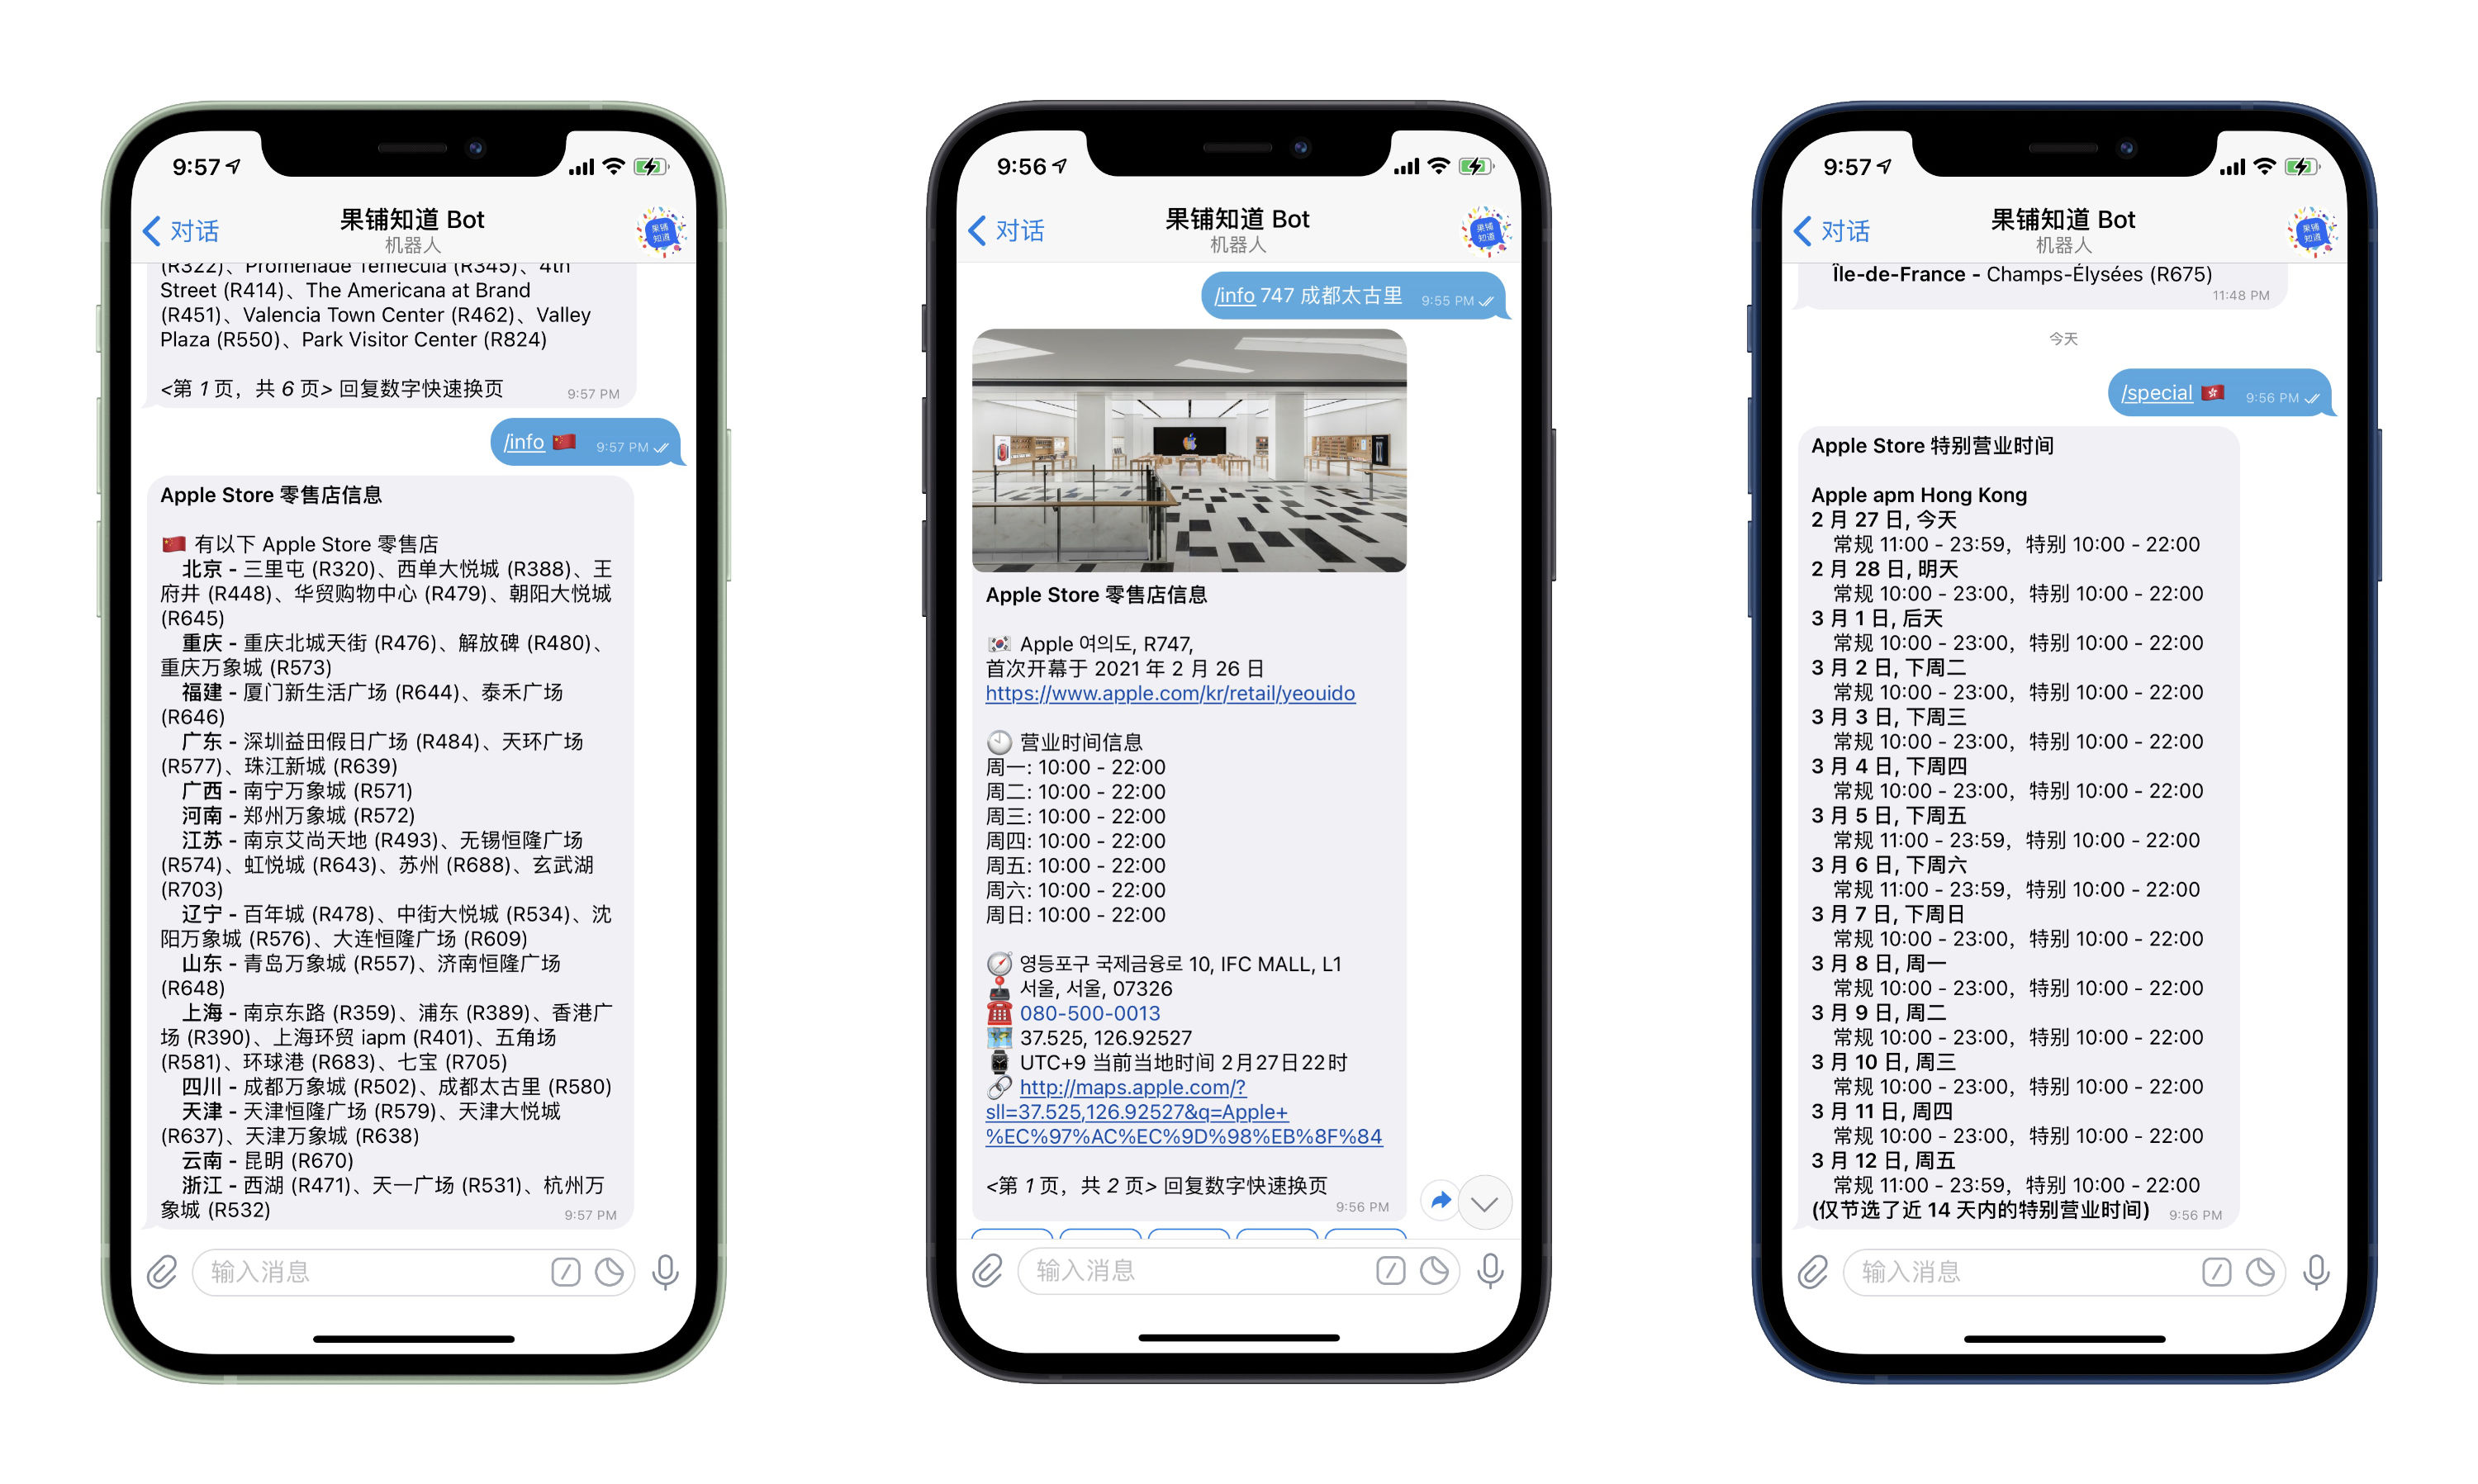 9:57
对话
果铺知道 Bot
机器人
果铺
知道
(R322)、Promenade Temecula (R345)、4th
Street (R414)、The Americana at Brand
(R451)、Valencia Town Center (R462)、Valley
Plaza (R550)、Park Visitor Center (R824)
<第 1 页，共 6 页> 回复数字快速换页
9:57 PM
/info 🇨🇳 9:57 PM
Apple Store 零售店信息
🇨🇳 有以下 Apple Store 零售店
北京 - 三里屯 (R320)、西单大悦城 (R388)、王
府井 (R448)、华贸购物中心 (R479)、朝阳大悦城
(R645)
重庆 - 重庆北城天街 (R476)、解放碑 (R480)、
重庆万象城 (R573)
福建 - 厦门新生活广场 (R644)、泰禾广场
(R646)
广东 - 深圳益田假日广场 (R484)、天环广场
(R577)、珠江新城 (R639)
广西 - 南宁万象城 (R571)
河南 - 郑州万象城 (R572)
江苏 - 南京艾尚天地 (R493)、无锡恒隆广场
(R574)、虹悦城 (R643)、苏州 (R688)、玄武湖
(R703)
辽宁 - 百年城 (R478)、中街大悦城 (R534)、沈
阳万象城 (R576)、大连恒隆广场 (R609)
山东 - 青岛万象城 (R557)、济南恒隆广场
(R648)
上海 - 南京东路 (R359)、浦东 (R389)、香港广
场 (R390)、上海环贸 iapm (R401)、五角场
(R581)、环球港 (R683)、七宝 (R705)
四川 - 成都万象城 (R502)、成都太古里 (R580)
天津 - 天津恒隆广场 (R579)、天津大悦城
(R637)、天津万象城 (R638)
云南 - 昆明 (R670)
浙江 - 西湖 (R471)、天一广场 (R531)、杭州万
象城 (R532)
9:57 PM
输入消息
9:56
对话
果铺知道 Bot
机器人
果铺
知道
/info 747 成都太古里 9:55 PM
Apple Store 零售店信息
🇰🇷 Apple 여의도, R747,
首次开幕于 2021 年 2 月 26 日
https://www.apple.com/kr/retail/yeouido
营业时间信息
周一: 10:00 - 22:00
周二: 10:00 - 22:00
周三: 10:00 - 22:00
周四: 10:00 - 22:00
周五: 10:00 - 22:00
周六: 10:00 - 22:00
周日: 10:00 - 22:00
영등포구 국제금융로 10, IFC MALL, L1
서울, 서울, 07326
080-500-0013
37.525, 126.92527
UTC+9 当前当地时间 2月27日22时
http://maps.apple.com/?
sll=37.525,126.92527&q=Apple+
%EC%97%AC%EC%9D%98%EB%8F%84
<第 1 页，共 2 页> 回复数字快速换页
9:56 PM
输入消息
9:57
对话
果铺知道 Bot
机器人
果铺
知道
Île-de-France - Champs-Élysées (R675)
11:48 PM
今天
/special 🇭🇰 9:56 PM
Apple Store 特别营业时间
Apple apm Hong Kong
2 月 27 日, 今天
常规 11:00 - 23:59，特别 10:00 - 22:00
2 月 28 日, 明天
常规 10:00 - 23:00，特别 10:00 - 22:00
3 月 1 日, 后天
常规 10:00 - 23:00，特别 10:00 - 22:00
3 月 2 日, 下周二
常规 10:00 - 23:00，特别 10:00 - 22:00
3 月 3 日, 下周三
常规 10:00 - 23:00，特别 10:00 - 22:00
3 月 4 日, 下周四
常规 10:00 - 23:00，特别 10:00 - 22:00
3 月 5 日, 下周五
常规 11:00 - 23:59，特别 10:00 - 22:00
3 月 6 日, 下周六
常规 11:00 - 23:59，特别 10:00 - 22:00
3 月 7 日, 下周日
常规 10:00 - 23:00，特别 10:00 - 22:00
3 月 8 日, 周一
常规 10:00 - 23:00，特别 10:00 - 22:00
3 月 9 日, 周二
常规 10:00 - 23:00，特别 10:00 - 22:00
3 月 10 日, 周三
常规 10:00 - 23:00，特别 10:00 - 22:00
3 月 11 日, 周四
常规 10:00 - 23:00，特别 10:00 - 22:00
3 月 12 日, 周五
常规 11:00 - 23:59，特别 10:00 - 22:00
(仅节选了近 14 天内的特别营业时间) 9:56 PM
输入消息